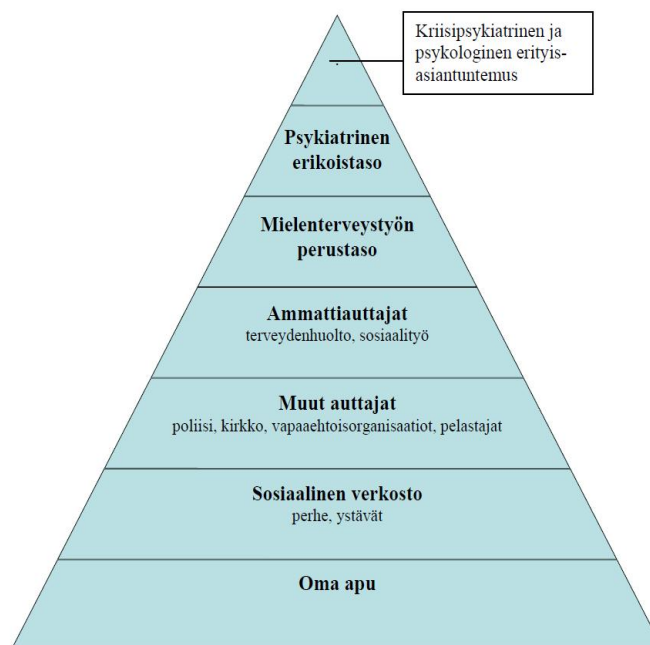 Kriisipsykiatrinen ja
psykologinen erityis-
asiantuntemus
Psykiatrinen
erikoistaso
Mielenterveystyön
perustaso
Ammattiauttajat
terveydenhuolto, sosiaalityö
Muut auttajat
poliisi, kirkko, vapaaehtoisorganisaatiot, pelastajat
Sosiaalinen verkosto
perhe, ystävät
Oma apu